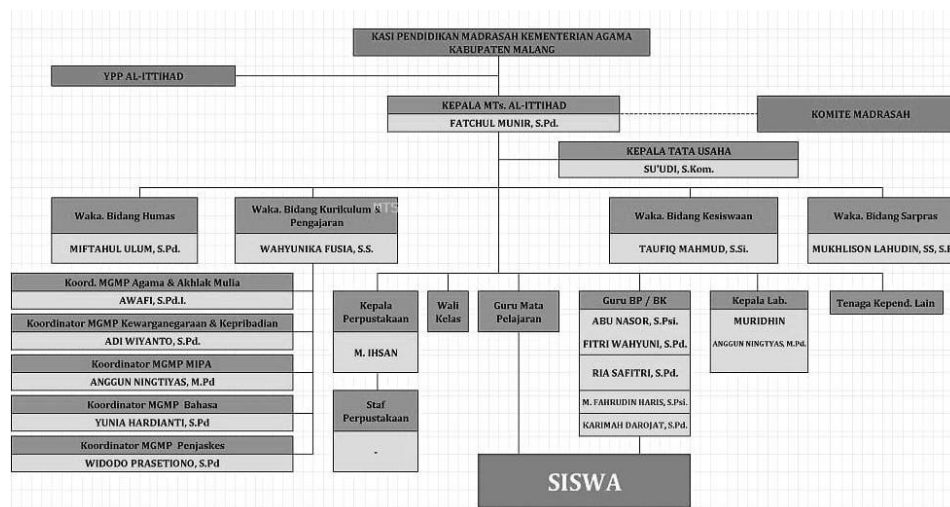 KASI PENDIDIKAN MADRASAH KEMENTERIAN AGAMA
KABUPATEN MALANG
YPP AL-ITTIHAD
KEPALA MTs. AL-ITTIHAD
FATCHUL MUNIR, S.Pd.
KOMITE MADRASAH
KEPALA TATA USAHA
SU'UDI, S.Kom.
Waka. Bidang Humas
MIFTAHUL ULUM, S.Pd.
Waka. Bidang Kurikulum &
Pengajaran
MTS
WAHYUNIKA FUSIA, S.S.
Waka. Bidang Kesiswaan
TAUFIQ MAHMUD, S.Si.
Waka. Bidang Sarpras
MUKHLISON LAHUDIN, SS, S.P
Koord. MGMP Agama & Akhlak Mulia
AWAFI, S.Pd.I.
Koordinator MGMP Kewarganegaraan & Kepribadian
ADI WIYANTO, S.Pd.
Koordinator MGMP MIPA
ANGGUN NINGTIYAS, M.Pd
Koordinator MGMP Bahasa
YUNIA HARDIANTI, S.Pd
Koordinator MGMP Penjaskes
WIDODO PRASETIONO, S.Pd
Kepala
Perpustakaan
M. IHSAN
Staf
Perpustakaan
-
Wali
Kelas
Guru Mata
Pelajaran
Guru BP / BK
ABU NASOR, S.Psi.
FITRI WAHYUNI, S.Pd.
RIA SAFITRI, S.Pd.
M. FAHRUDIN HARIS, S.Psi.
KARIMAH DAROJAT, S.Pd.
Kepala Lab.
MURIDHIN
ANGGUN NINGTYAS, M.Pd.
Tenaga Kepend. Lain
SISWA